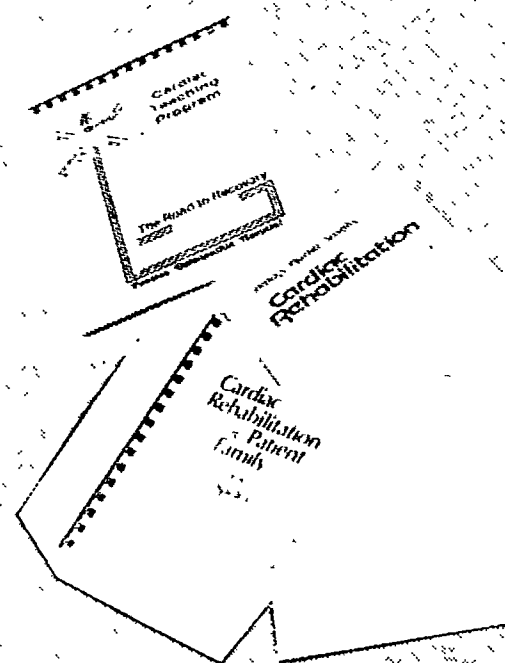 Cardiac
Teaching
Program
The Road to Recovery
Cardiac
Rehabilitation
Cardiac
Rehabilitation
Patient
Family